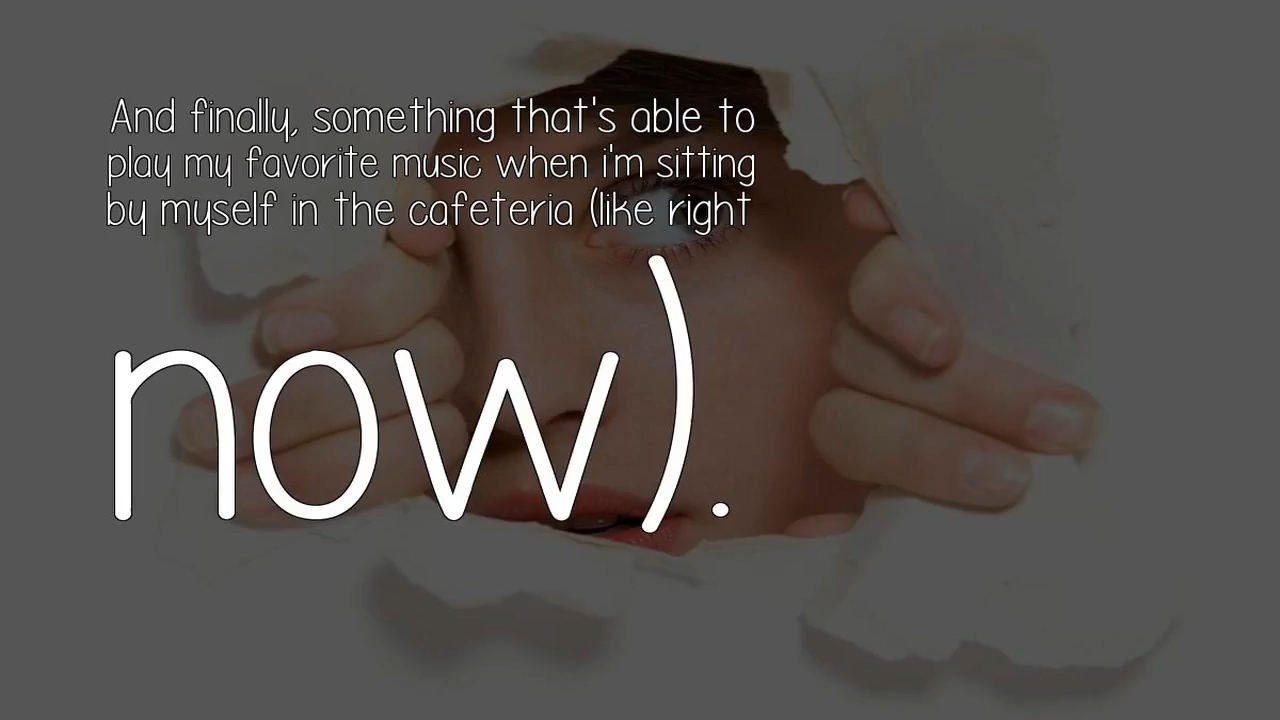 And finally, something that's able to
play my favorite music when i'm sitting
by myself in the cafeteria (like right
now).